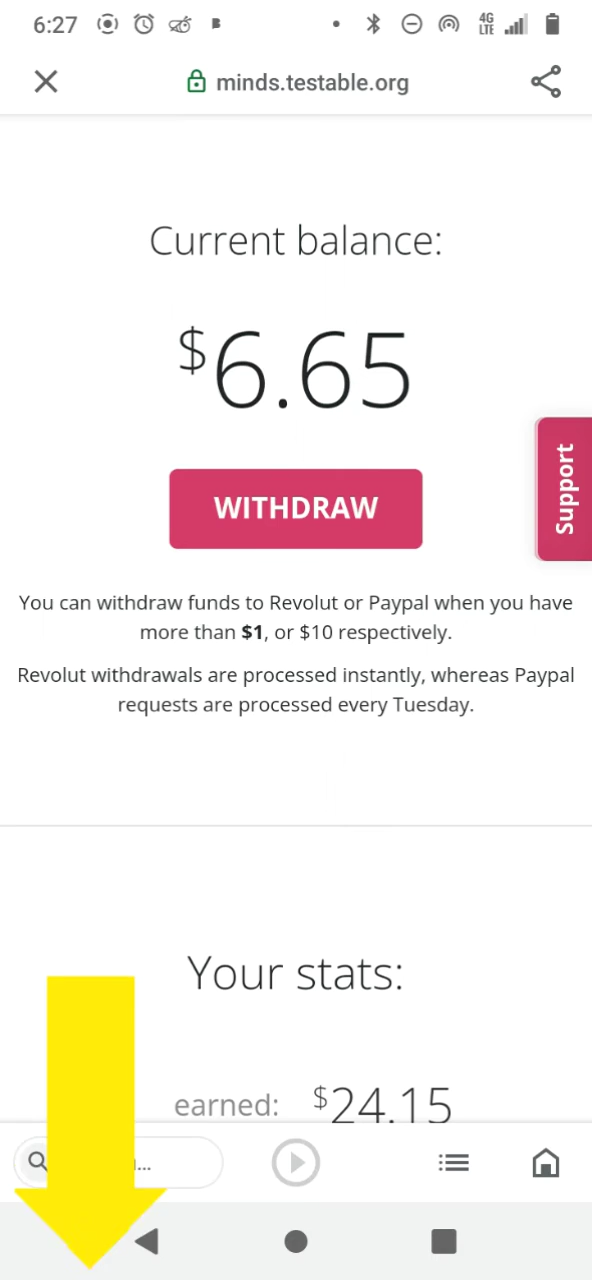 6:27
4G
LTE
minds.testable.org
Current balance:
$6.65
WITHDRAW
Support
You can withdraw funds to Revolut or Paypal when you have
more than $1, or $10 respectively.
Revolut withdrawals are processed instantly, whereas Paypal
requests are processed every Tuesday.
Your stats:
earned: $24.15
...